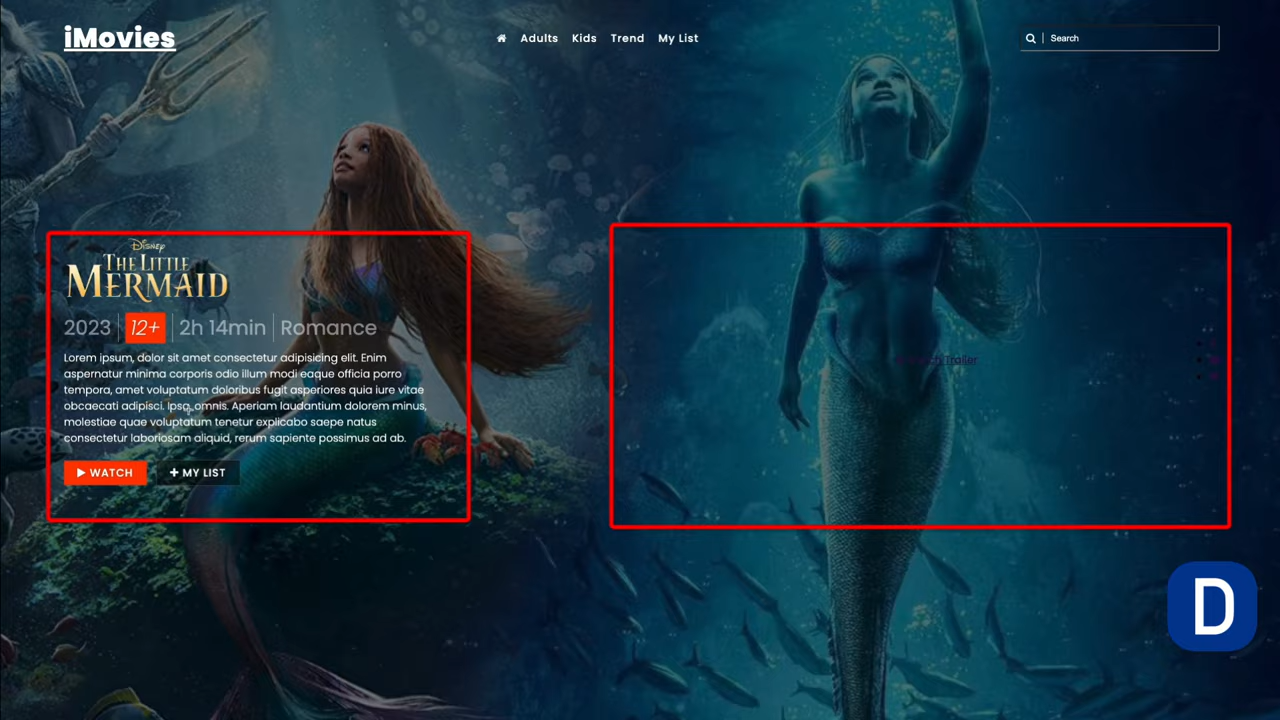 iMovies
Adults Kids Trend My List
Search
Disney
THE LITTLE
MERMAID
2023 12+ 2h 14min Romance
Lorem ipsum, dolor sit amet consectetur adipisicing elit. Enim
aspernatur minima corporis odio illum modi eaque officia porro
tempora, amet voluptatum doloribus fugit asperiores quia iure vitae
obcaecati adipisci. Ipsa, omnis. Aperiam laudantium dolorem minus,
molestiae quae voluptatum tenetur explicabo saepe natus
consectetur laboriosam aliquid, rerum sapiente possimus ad ab.
Trailer
WATCH + MY LIST
D